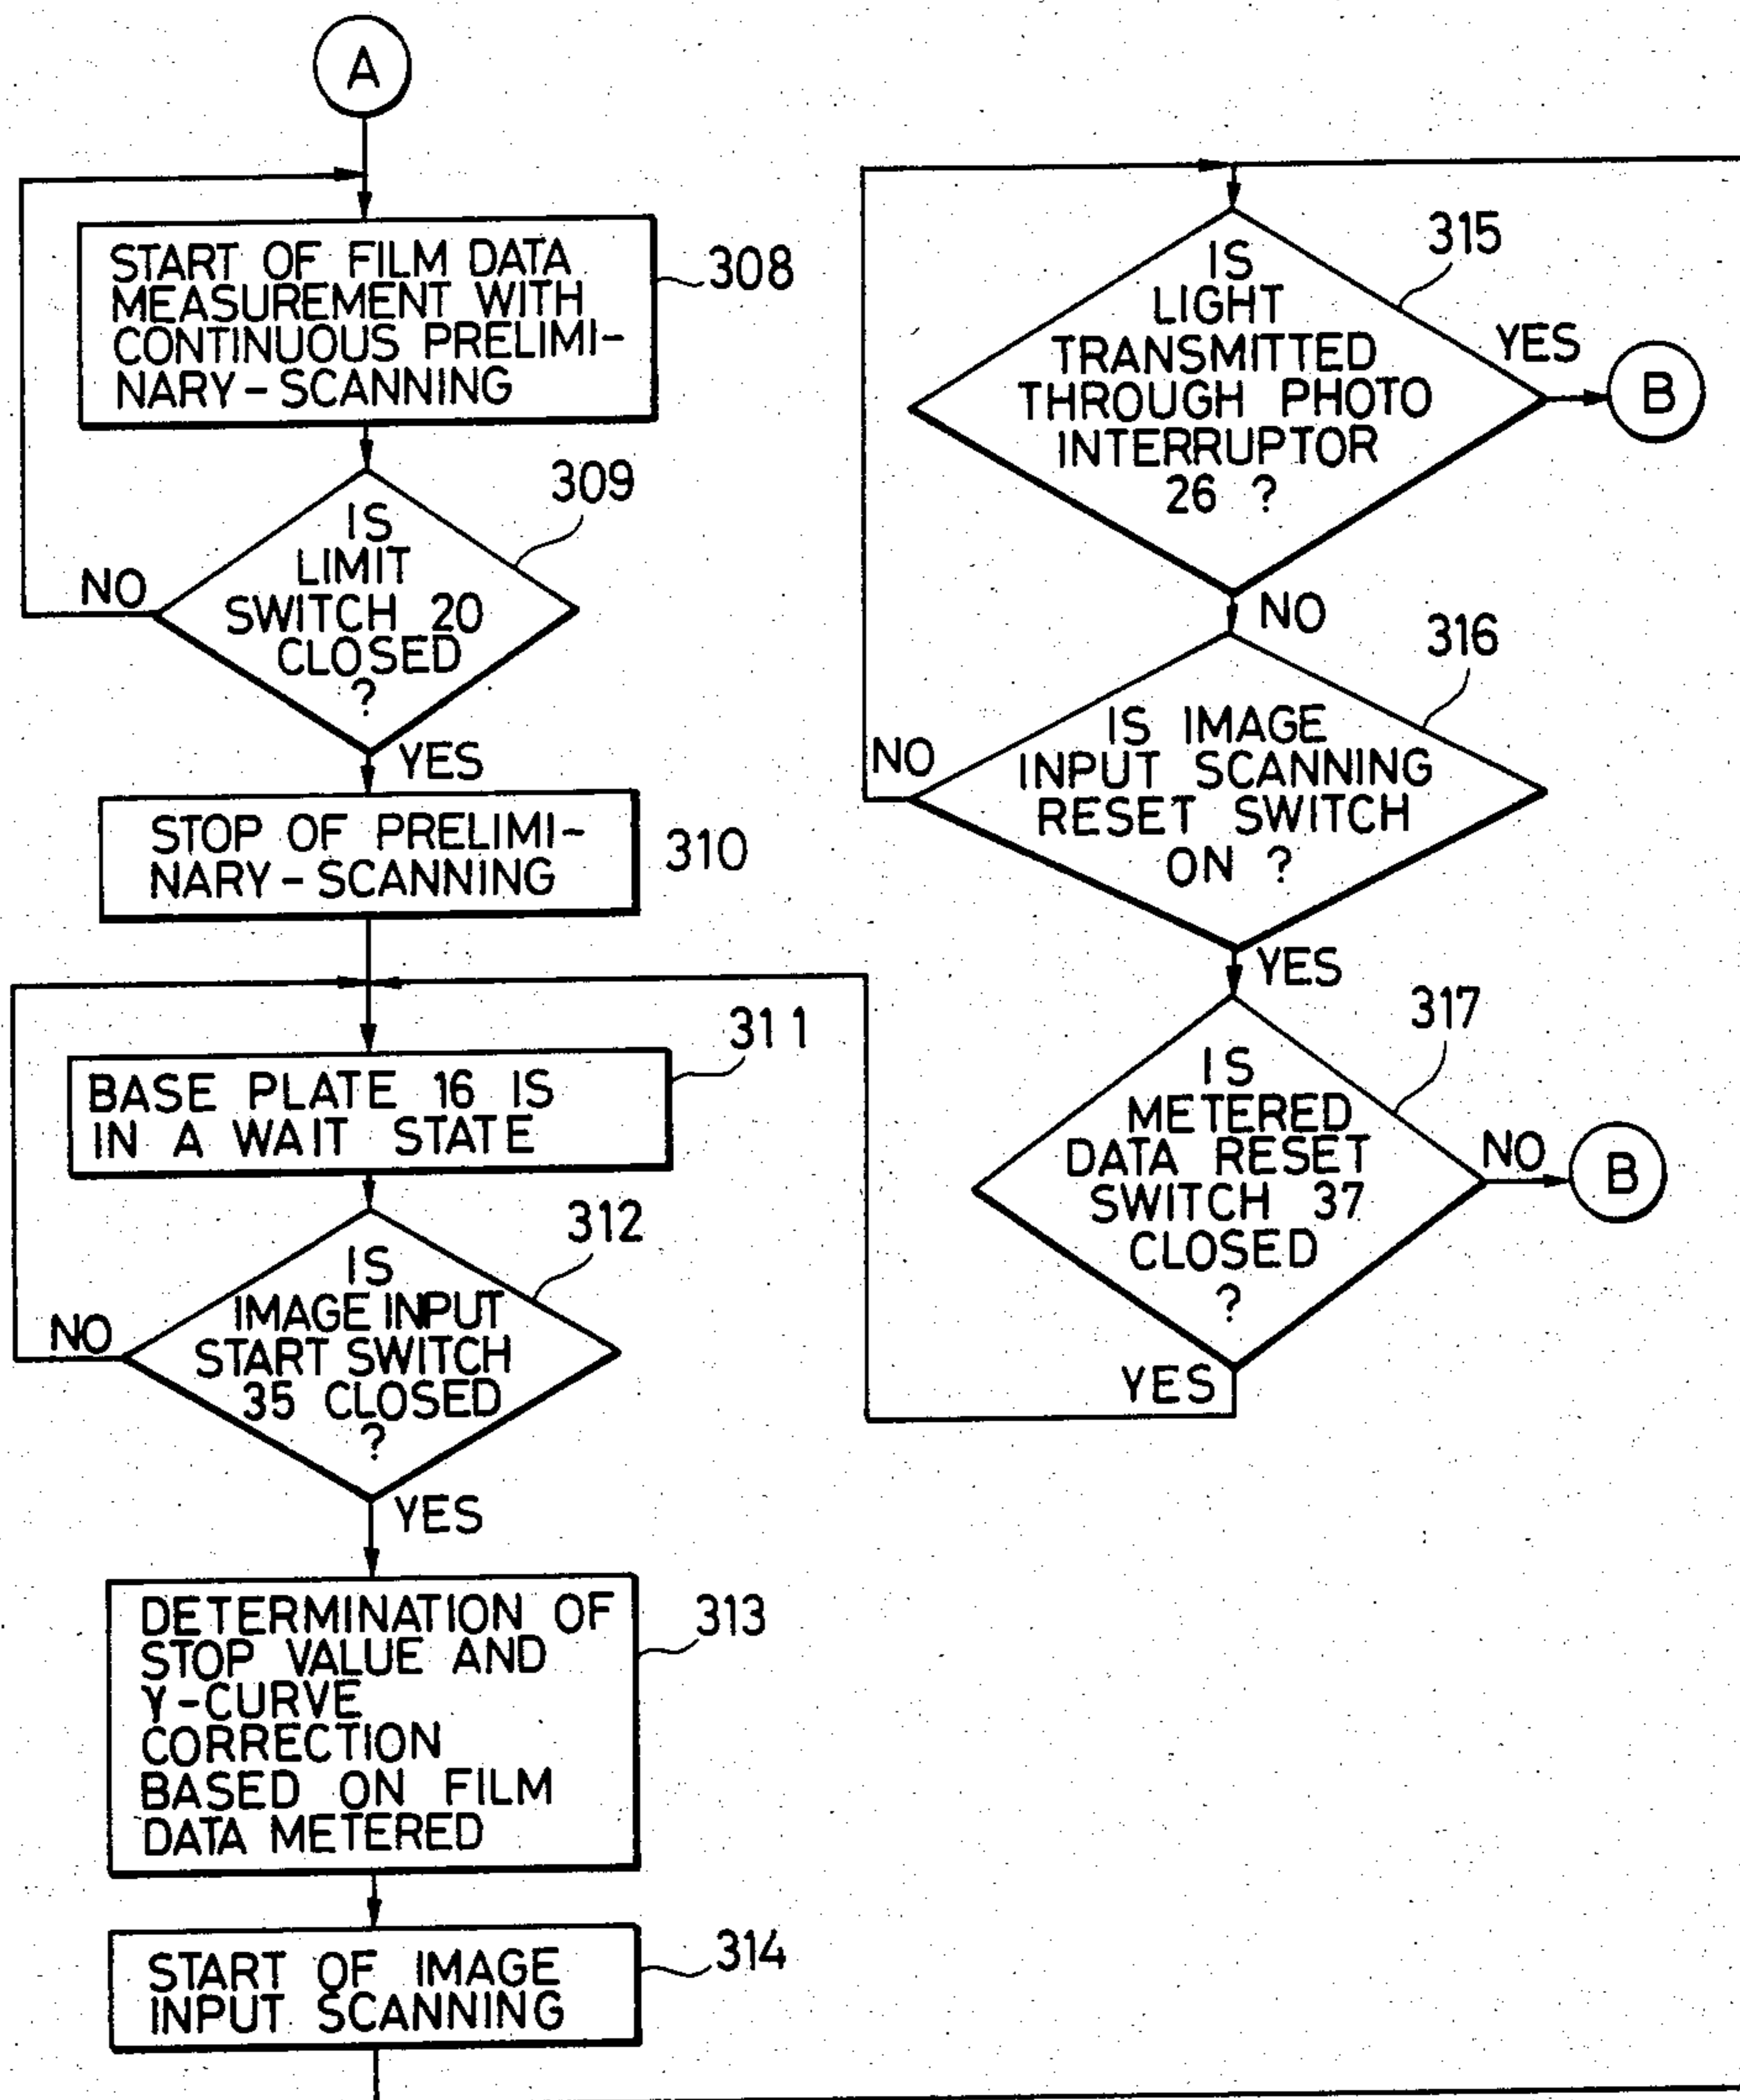 A
START OF FILM DATA
MEASUREMENT WITH
CONTINUOUS PRELIMI-
NARY-SCANNING
308
309
IS
LIMIT
SWITCH 20
CLOSED
?
NO
YES
STOP OF PRELIMI-
NARY-SCANNING
310
311
BASE PLATE 16 IS
IN A WAIT STATE
312
IS
IMAGE INPUT
START SWITCH
35 CLOSED
?
NO
YES
DETERMINATION OF
STOP VALUE AND
γ-CURVE
CORRECTION
BASED ON FILM
DATA METERED
313
START OF IMAGE
INPUT SCANNING
314
315
IS
LIGHT
TRANSMITTED
THROUGH PHOTO
INTERRUPTOR
26 ?
YES
B
NO
316
IS IMAGE
INPUT SCANNING
RESET SWITCH
ON ?
NO
YES
317
IS
METERED
DATA RESET
SWITCH 37
CLOSED
?
NO
B
YES